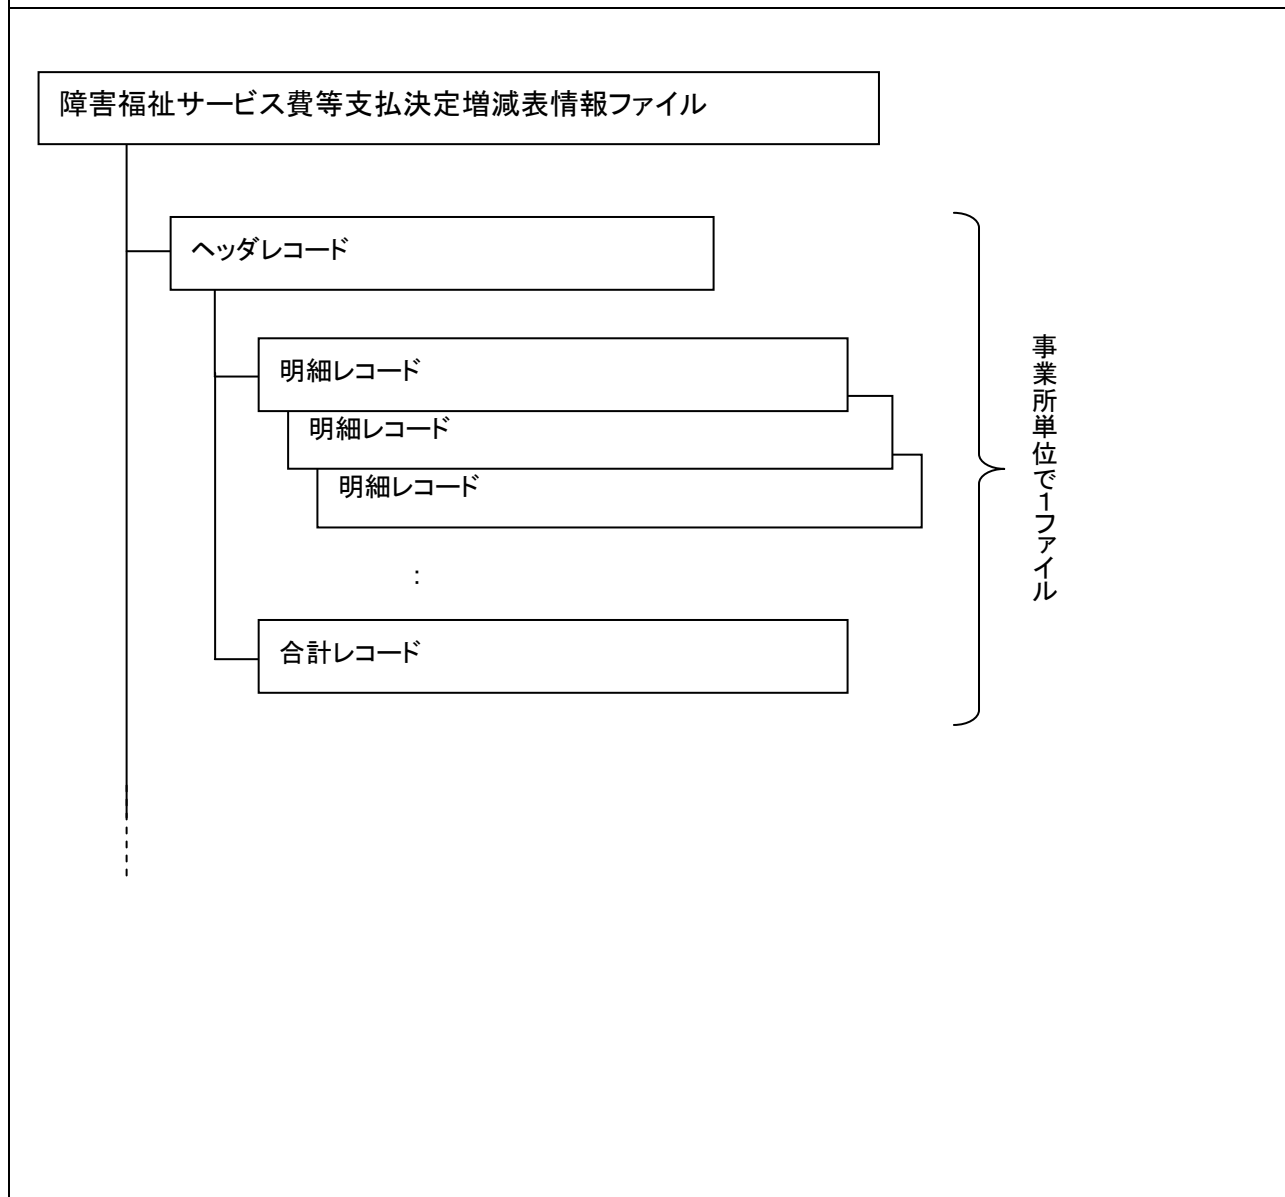 障害福祉サービス費等支払決定増減表情報ファイル
ヘッダレコード
明細レコード
明細レコード
明細レコード
:
合計レコード
事業所単位で1ファイル